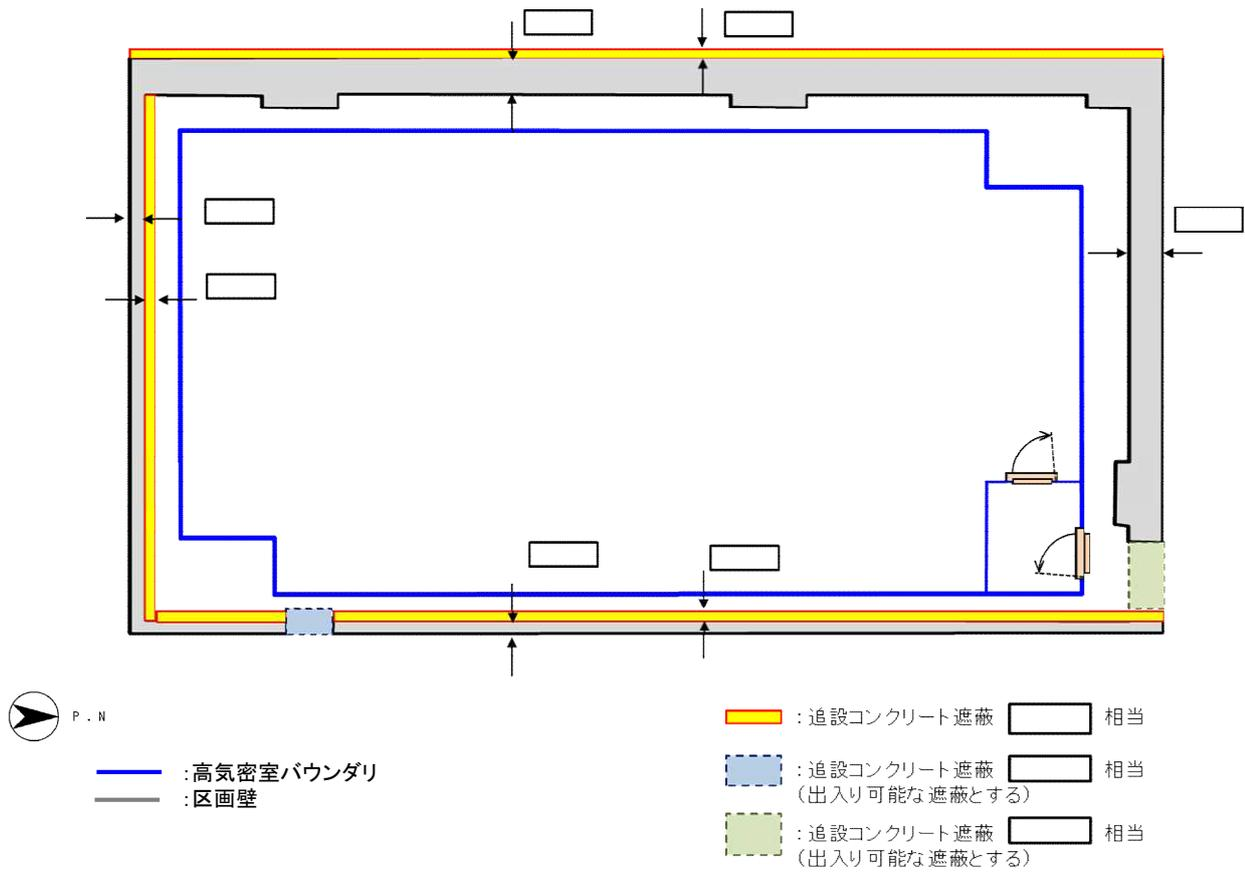 P.N
:高気密室バウンダリ
:区画壁
:追設コンクリート遮蔽 相当
:追設コンクリート遮蔽 相当
(出入り可能な遮蔽とする)
:追設コンクリート遮蔽 相当
(出入り可能な遮蔽とする)